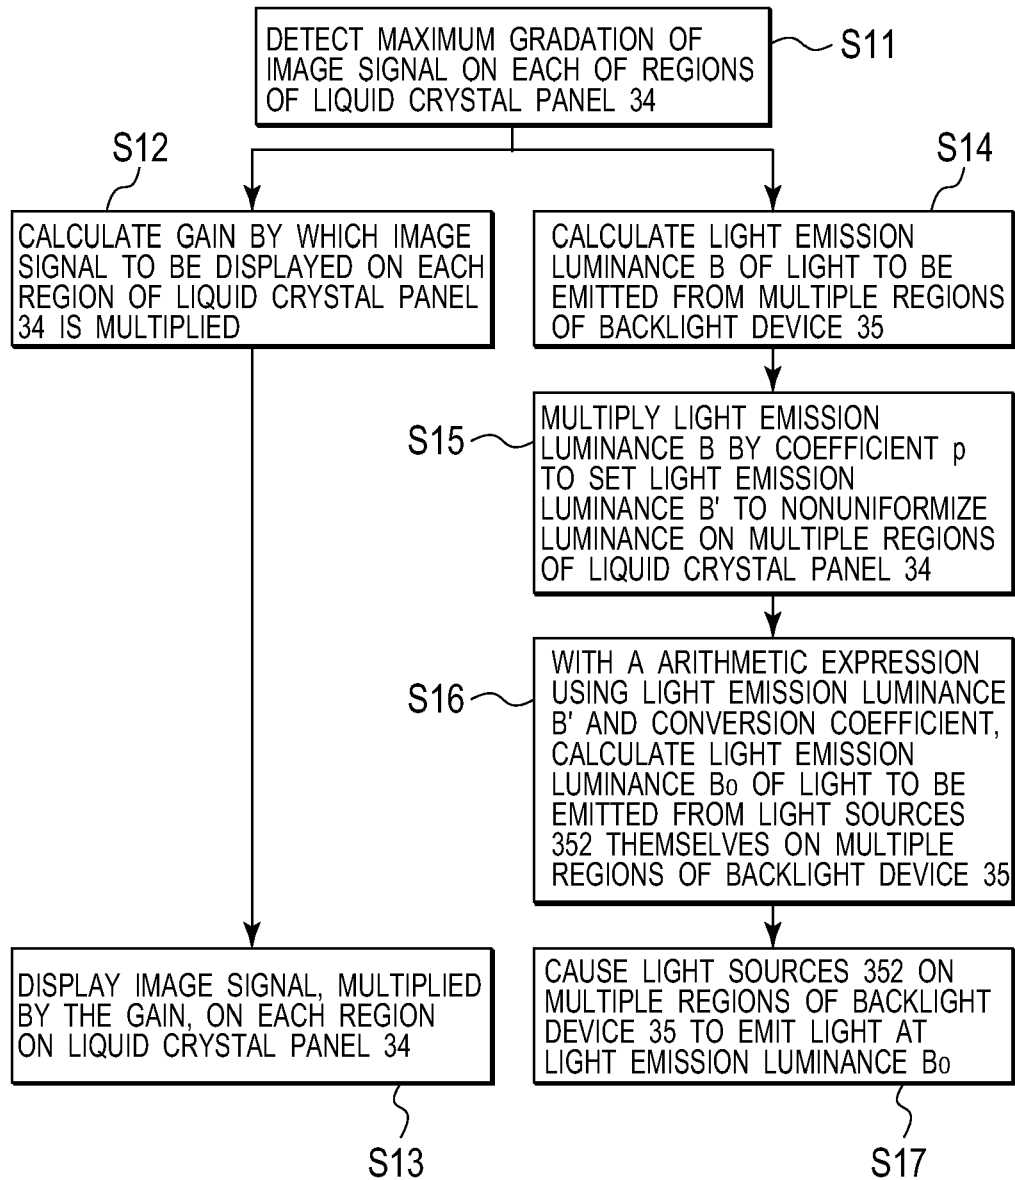 DETECT MAXIMUM GRADATION OF
IMAGE SIGNAL ON EACH OF REGIONS
OF LIQUID CRYSTAL PANEL 34
S11
S12
CALCULATE GAIN BY WHICH IMAGE
SIGNAL TO BE DISPLAYED ON EACH
REGION OF LIQUID CRYSTAL PANEL
34 IS MULTIPLIED
S14
CALCULATE LIGHT EMISSION
LUMINANCE B OF LIGHT TO BE
EMITTED FROM MULTIPLE REGIONS
OF BACKLIGHT DEVICE 35
S15
MULTIPLY LIGHT EMISSION
LUMINANCE B BY COEFFICIENT p
TO SET LIGHT EMISSION
LUMINANCE B' TO NONUNIFORMIZE
LUMINANCE ON MULTIPLE REGIONS
OF LIQUID CRYSTAL PANEL 34
S16
WITH A ARITHMETIC EXPRESSION
USING LIGHT EMISSION LUMINANCE
B' AND CONVERSION COEFFICIENT,
CALCULATE LIGHT EMISSION
LUMINANCE B0 OF LIGHT TO BE
EMITTED FROM LIGHT SOURCES
352 THEMSELVES ON MULTIPLE
REGIONS OF BACKLIGHT DEVICE 35
DISPLAY IMAGE SIGNAL, MULTIPLIED
BY THE GAIN, ON EACH REGION
ON LIQUID CRYSTAL PANEL 34
S13
CAUSE LIGHT SOURCES 352 ON
MULTIPLE REGIONS OF BACKLIGHT
DEVICE 35 TO EMIT LIGHT AT
LIGHT EMISSION LUMINANCE B0
S17